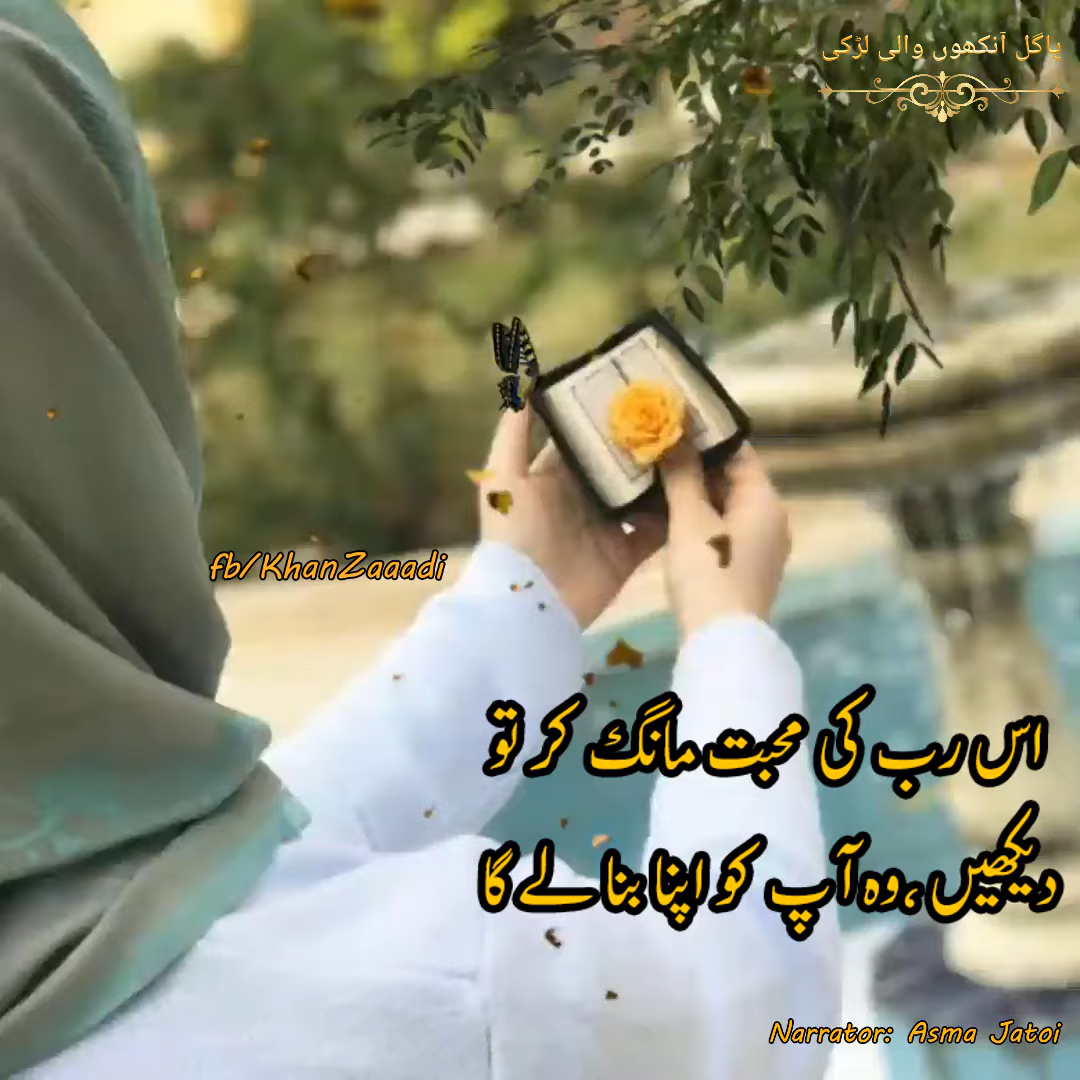 پاگل آنکھوں والی لڑکی
fb/KhanZaaadi
اس رب کی محبت مانگ کر تو
دیکھیں،وہ آپ کو اپنا بنا لے گا
Narrator: Asma Jatoi